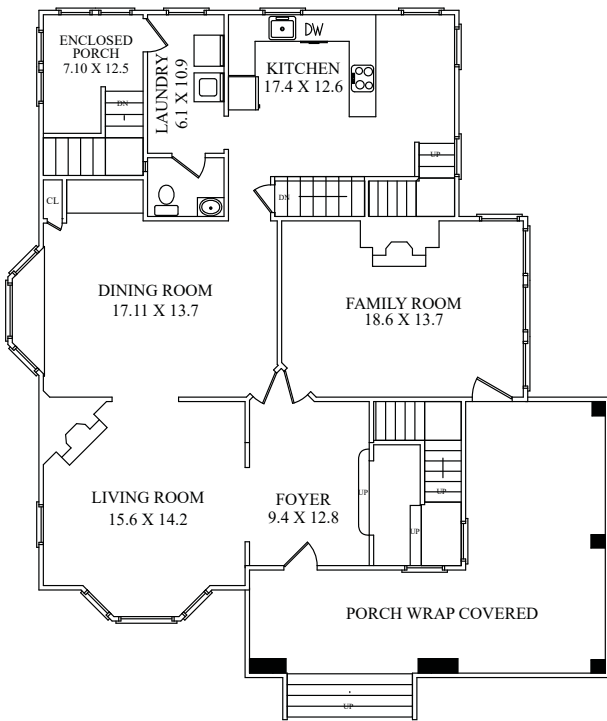 ENCLOSED
PORCH
7.10 X 12.5
DN
LAUNDRY
6.1 X 10.9
DW
KITCHEN
17.4 X 12.6
UP
CL
DN
DINING ROOM
17.11 X 13.7
FAMILY ROOM
18.6 X 13.7
LIVING ROOM
15.6 X 14.2
FOYER
9.4 X 12.8
UP
UP
UP
PORCH WRAP COVERED
UP